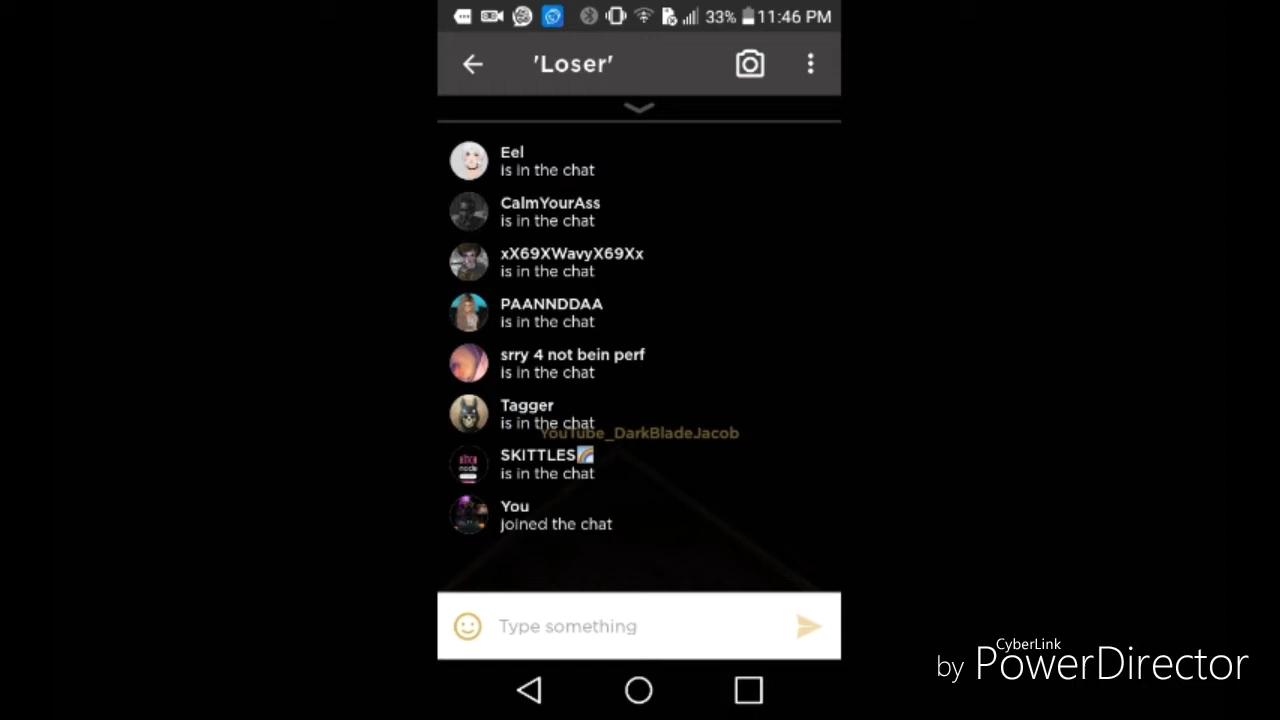 33% 11:46 PM
'Loser'
Eel
is in the chat
CalmYourAss
is in the chat
xX69XWavyX69Xx
is in the chat
PAANNDDAA
is in the chat
srry 4 not bein perf
is in the chat
Tagger
is in the chat
YouTube_DarkBladeJacob
SKITTLES🌈
is in the chat
BITCH
mode
You
joined the chat
Type something
by CyberLink
PowerDirector